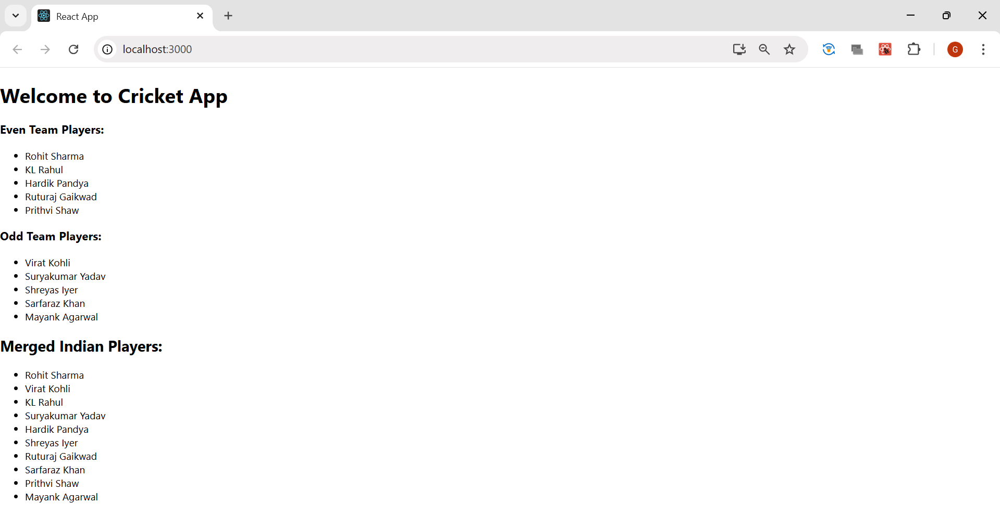 React App
localhost:3000
G
Welcome to Cricket App
Even Team Players:
Rohit Sharma
KL Rahul
Hardik Pandya
Ruturaj Gaikwad
Prithvi Shaw
Odd Team Players:
Virat Kohli
Suryakumar Yadav
Shreyas Iyer
Sarfaraz Khan
Mayank Agarwal
Merged Indian Players:
Rohit Sharma
Virat Kohli
KL Rahul
Suryakumar Yadav
Hardik Pandya
Shreyas Iyer
Ruturaj Gaikwad
Sarfaraz Khan
Prithvi Shaw
Mayank Agarwal